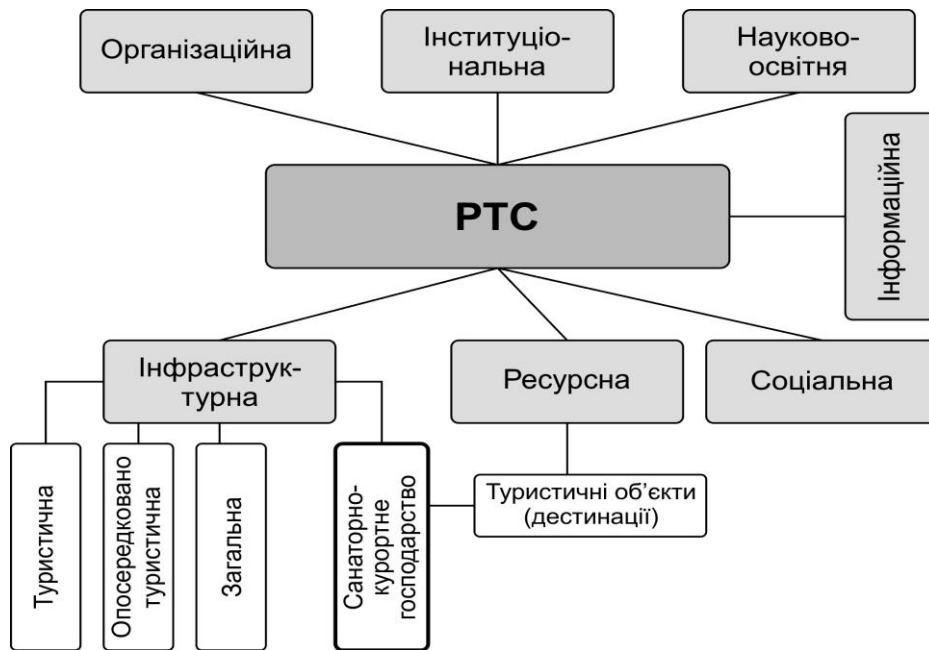 Організаційна
Інституціо-
нальна
Науково-
освітня
РТС
Інформаційна
Інфраструк-
турна
Ресурсна
Соціальна
Туристична
Опосередковано
туристична
Загальна
Санаторно-
курортне
господарство
Туристичні об’єкти
(дестинації)